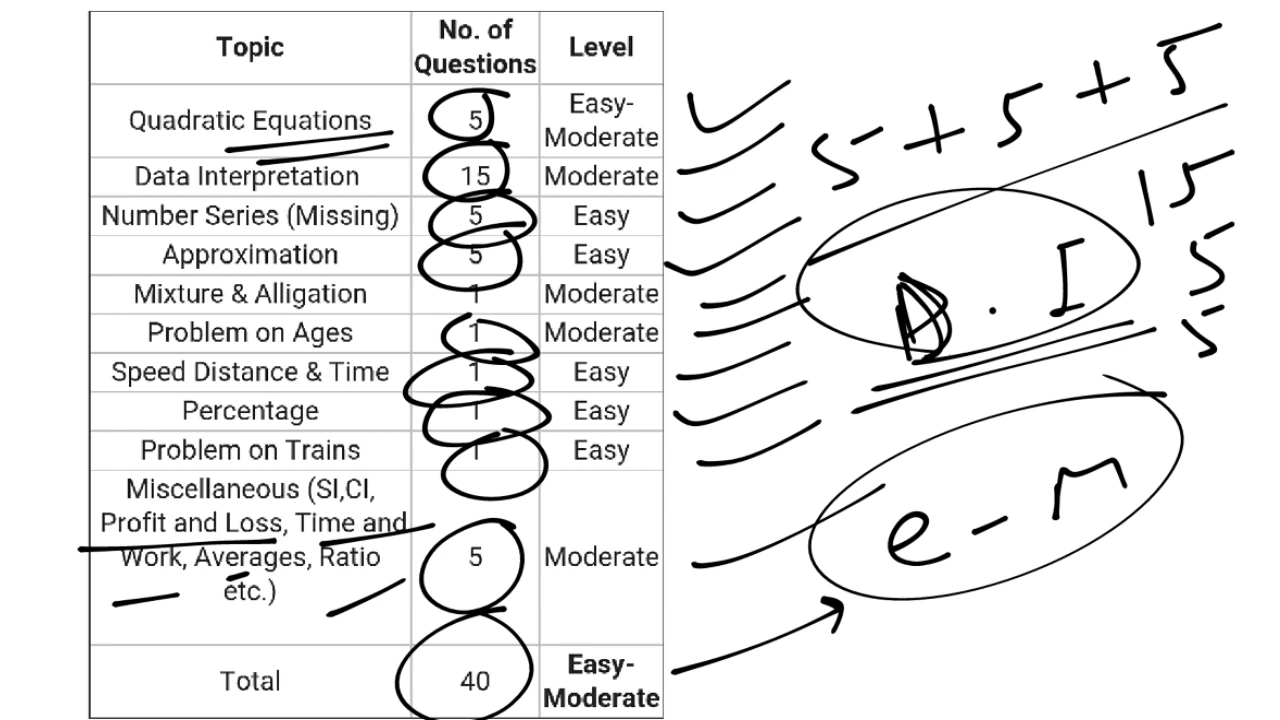 Topic No. of Questions Level
Quadratic Equations 5 Easy-Moderate
Data Interpretation 15 Moderate
Number Series (Missing) 5 Easy
Approximation 5 Easy
Mixture & Alligation 1 Moderate
Problem on Ages 1 Moderate
Speed Distance & Time 1 Easy
Percentage 1 Easy
Problem on Trains 1 Easy
Miscellaneous (SI,CI,
Profit and Loss, Time and
Work, Averages, Ratio
etc.) 5 Moderate
Total 40 Easy-Moderate
5 + 5 + 5
15
5
5
D. I
e - M